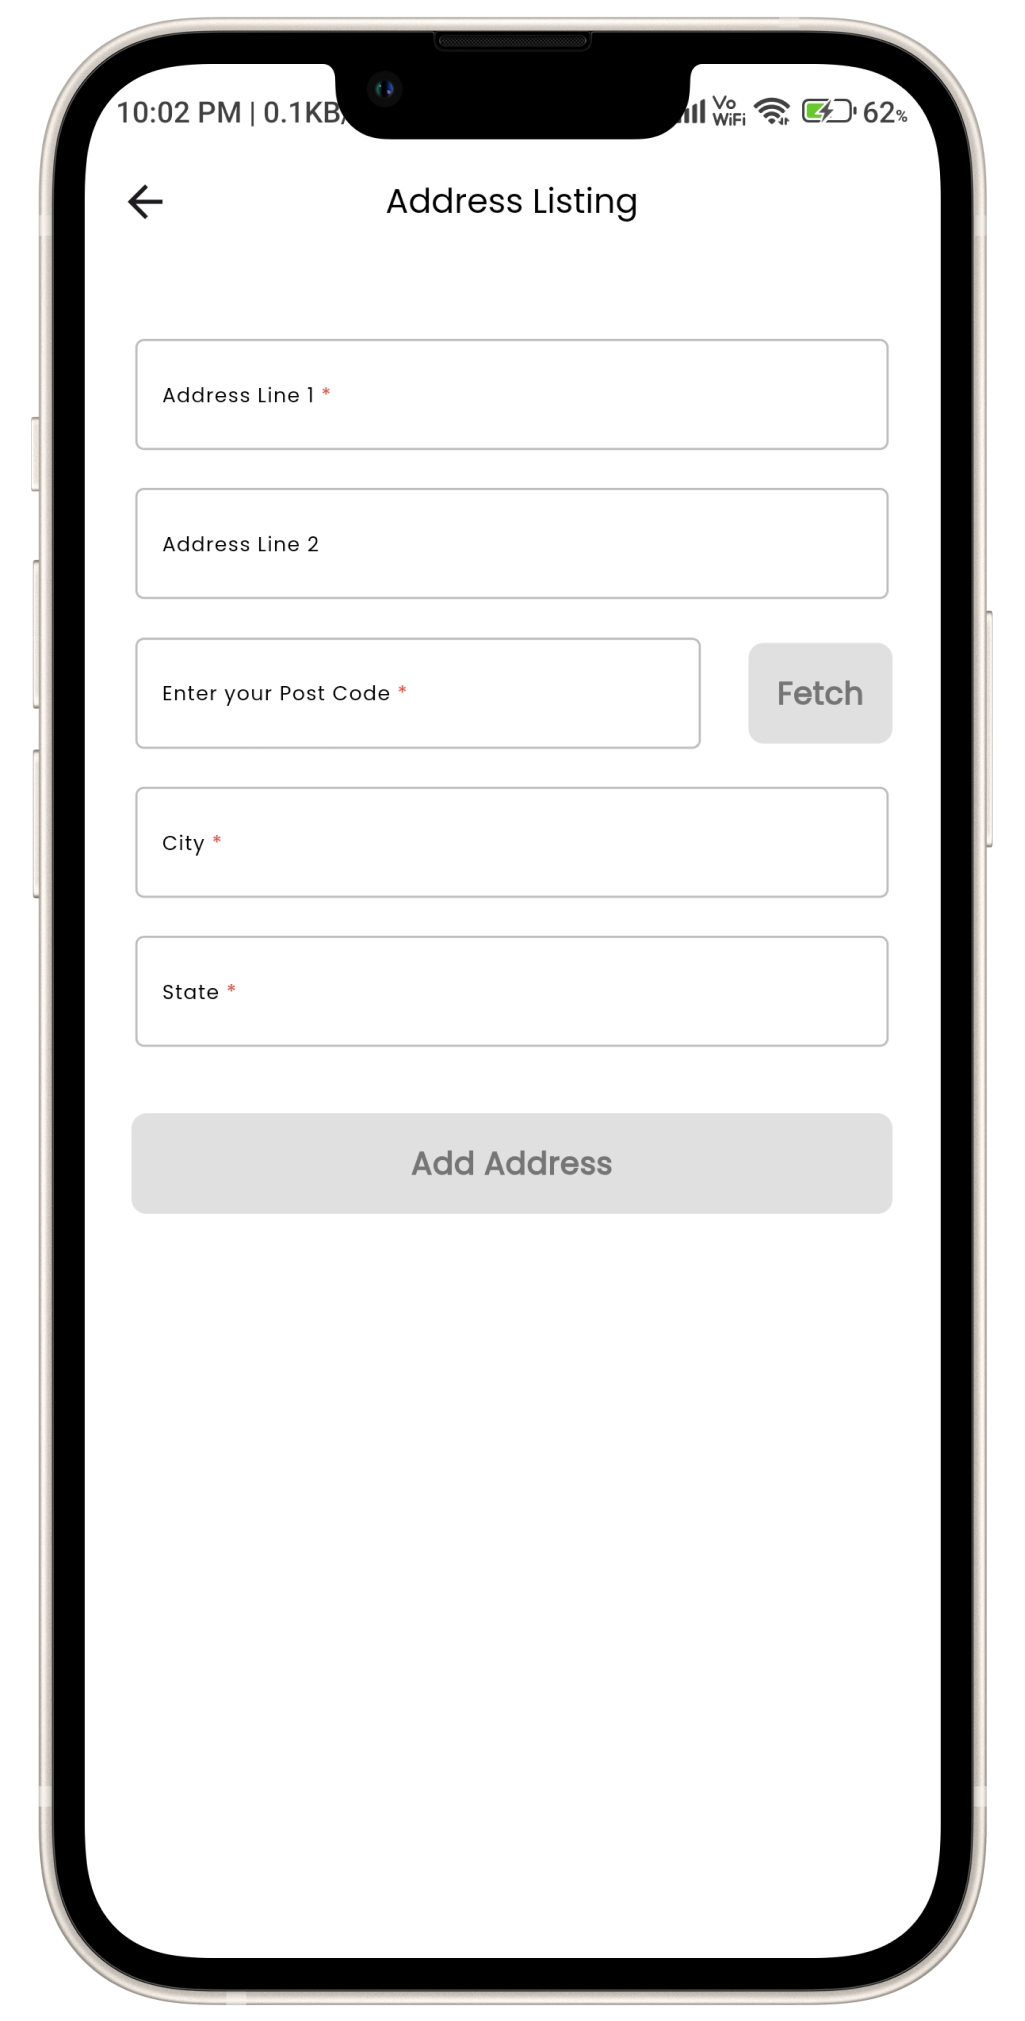 10:02 PM | 0.1KB/
Vo
WiFi
62%
Address Listing
Address Line 1 *
Address Line 2
Enter your Post Code *
Fetch
City *
State *
Add Address